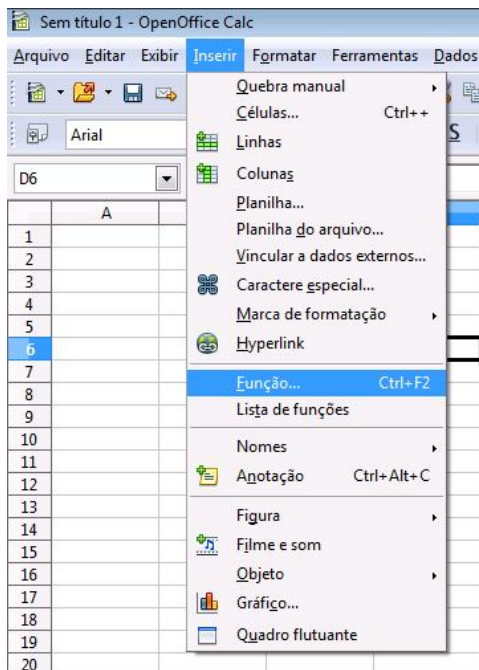 Sem título 1 - OpenOffice Calc
Arquivo Editar Exibir Inserir Formatar Ferramentas Dados
Arial S
D6
A
Quebra manual
Células... Ctrl++
Linhas
Colunas
Planilha...
Planilha do arquivo...
Vincular a dados externos...
Caractere especial...
Marca de formatação
Hyperlink
Função... Ctrl+F2
Lista de funções
Nomes
Anotação Ctrl+Alt+C
Figura
Filme e som
Objeto
Gráfico...
Quadro flutuante
1
2
3
4
5
6
7
8
9
10
11
12
13
14
15
16
17
18
19
20